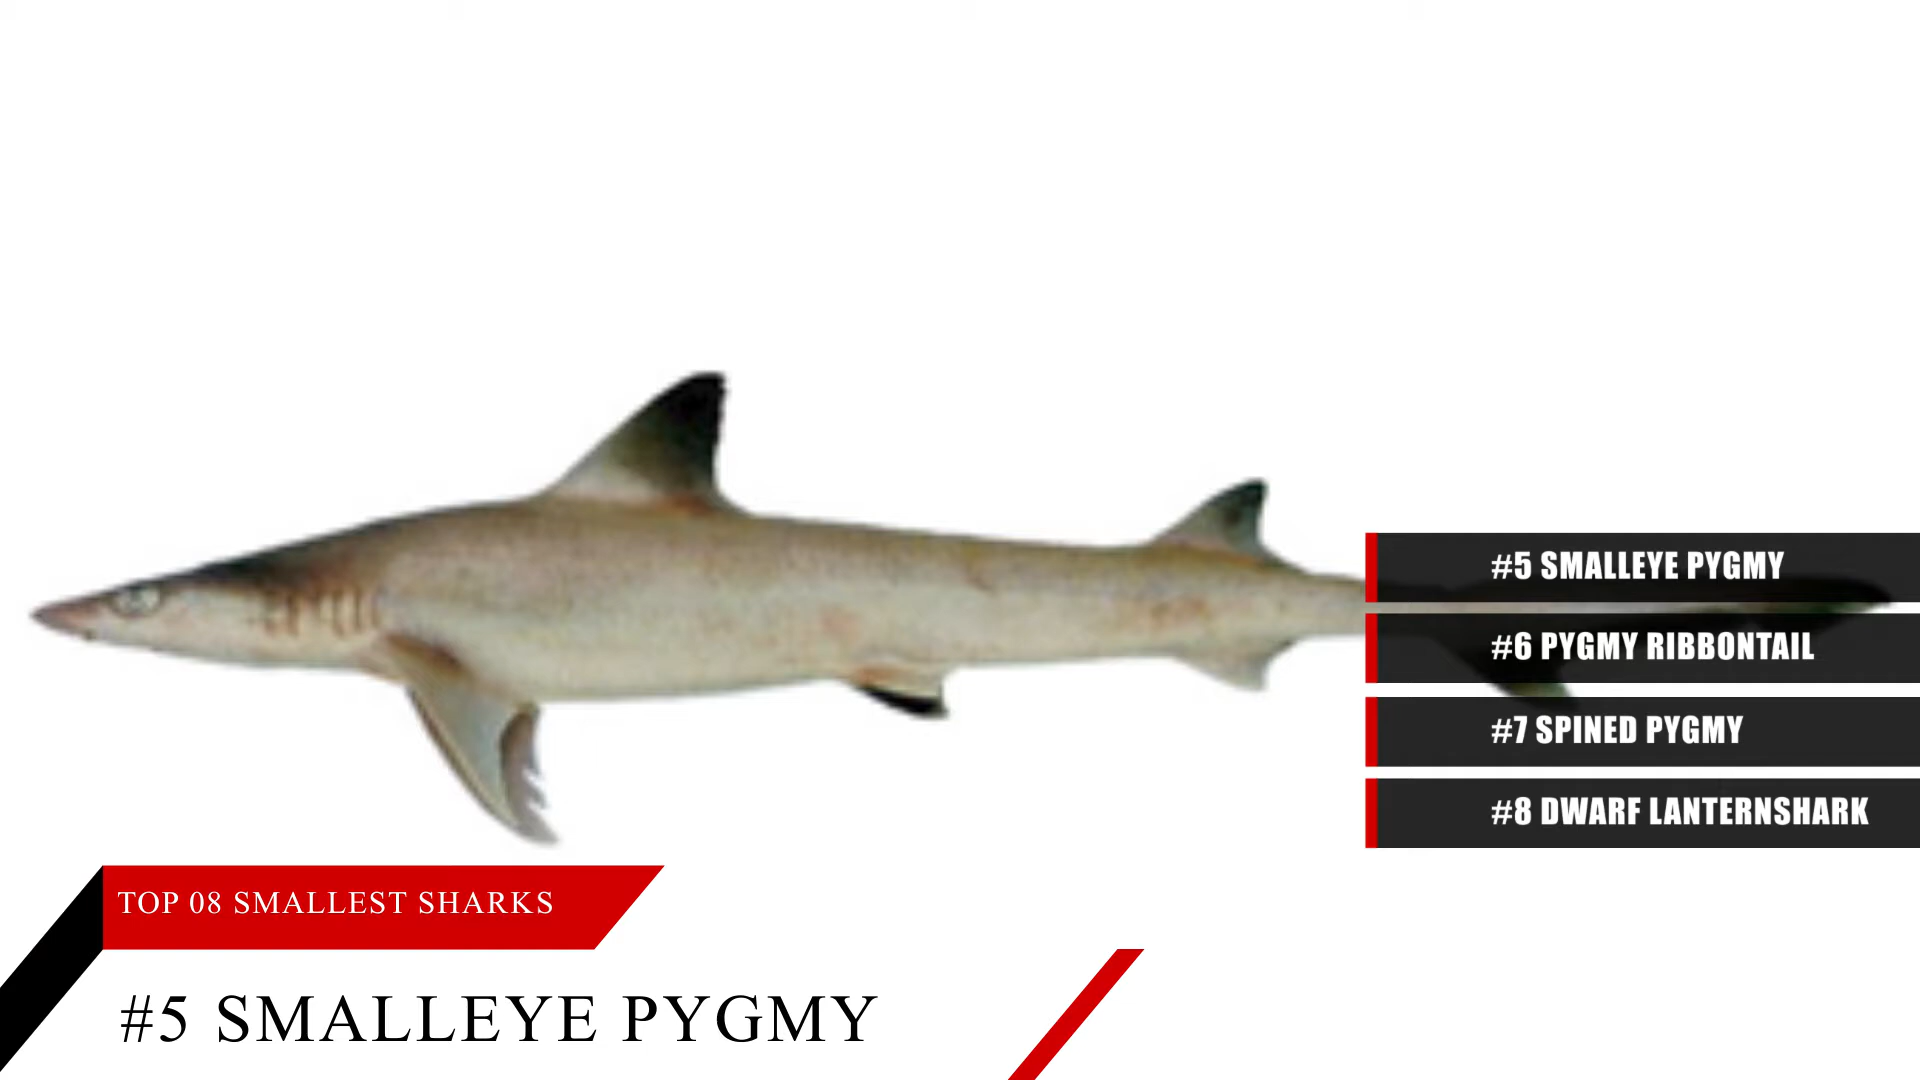 #5 SMALLEYE PYGMY
#6 PYGMY RIBBONTAIL
#7 SPINED PYGMY
#8 DWARF LANTERNSHARK
TOP 08 SMALLEST SHARKS
#5 SMALLEYE PYGMY